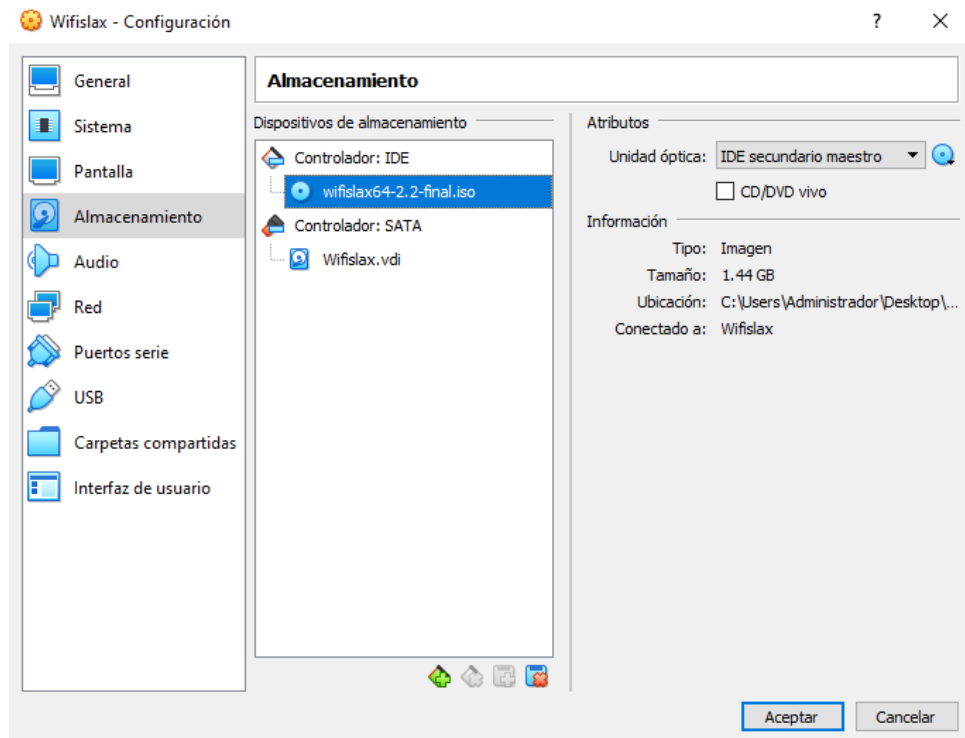 Wifislax - Configuración
?
General
Sistema
Pantalla
Almacenamiento
Audio
Red
Puertos serie
USB
Carpetas compartidas
Interfaz de usuario
Almacenamiento
Dispositivos de almacenamiento
Controlador: IDE
wifislax64-2.2-final.iso
Controlador: SATA
Wifislax.vdi
Atributos
Unidad óptica: IDE secundario maestro
CD/DVD vivo
Información
Tipo: Imagen
Tamaño: 1.44 GB
Ubicación: C:\Users\Administrador\Desktop\...
Conectado a: Wifislax
Aceptar Cancelar